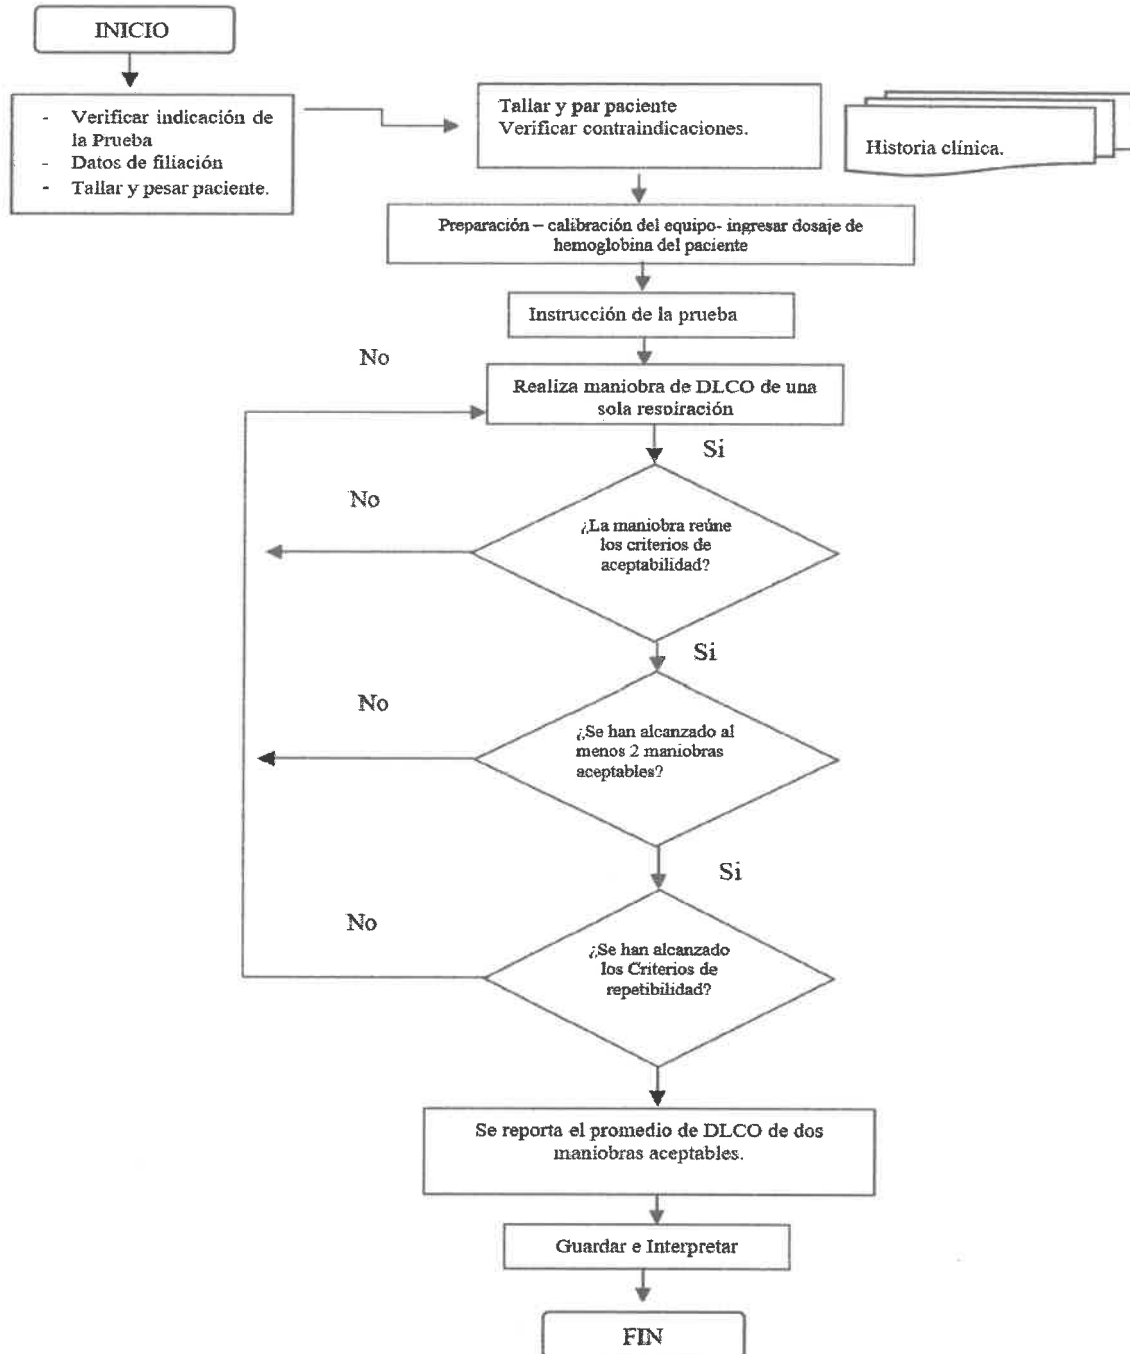 INICIO
- Verificar indicación de
la Prueba
- Datos de filiación
- Tallar y pesar paciente.
Tallar y par paciente
Verificar contraindicaciones.
Historia clínica.
Preparación – calibración del equipo- ingresar dosaje de
hemoglobina del paciente
Instrucción de la prueba
No
Realiza maniobra de DLCO de una
sola respiración
Si
No
¿La maniobra reúne
los criterios de
aceptabilidad?
Si
No
¿Se han alcanzado al
menos 2 maniobras
aceptables?
Si
No
¿Se han alcanzado
los Criterios de
repetibilidad?
Se reporta el promedio de DLCO de dos
maniobras aceptables.
Guardar e Interpretar
FIN